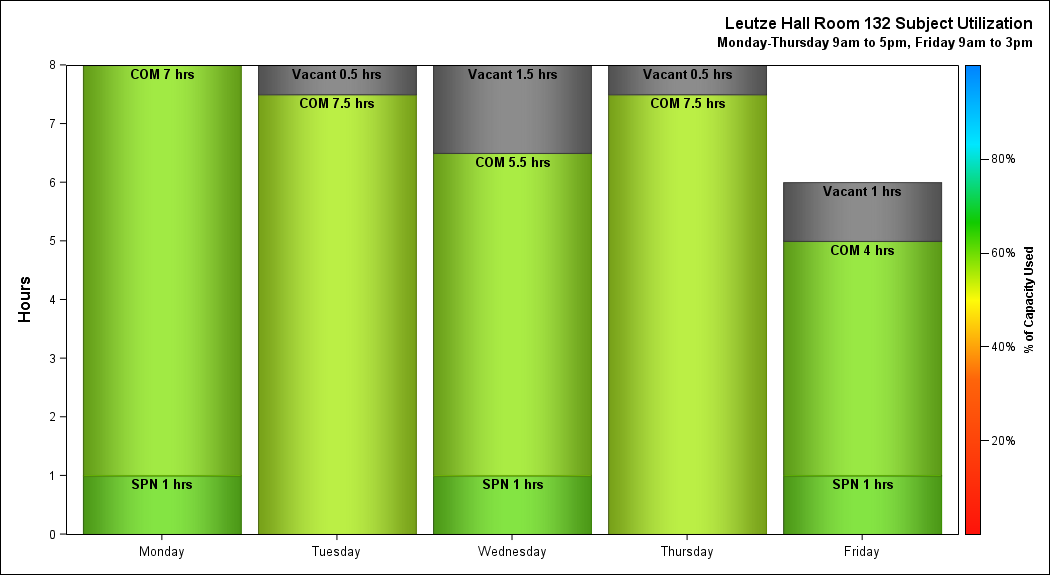 Leutze Hall Room 132 Subject Utilization
Monday-Thursday 9am to 5pm, Friday 9am to 3pm
Hours
8
7
6
5
4
3
2
1
0
COM 7 hrs
SPN 1 hrs
Vacant 0.5 hrs
COM 7.5 hrs
Vacant 1.5 hrs
COM 5.5 hrs
SPN 1 hrs
Vacant 0.5 hrs
COM 7.5 hrs
Vacant 1 hrs
COM 4 hrs
SPN 1 hrs
Monday
Tuesday
Wednesday
Thursday
Friday
80%
60%
40%
20%
% of Capacity Used